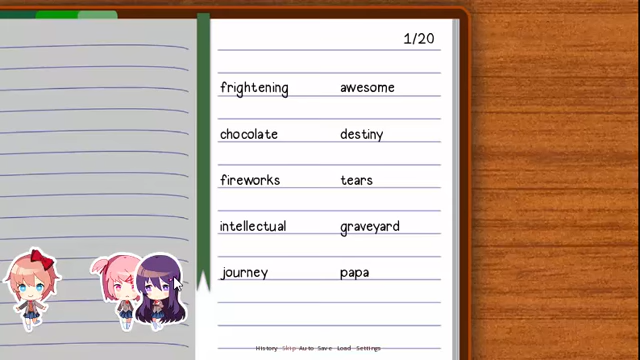 1/20
frightening awesome
chocolate destiny
fireworks tears
intellectual graveyard
journey papa
History Skip Auto Save Load Settings